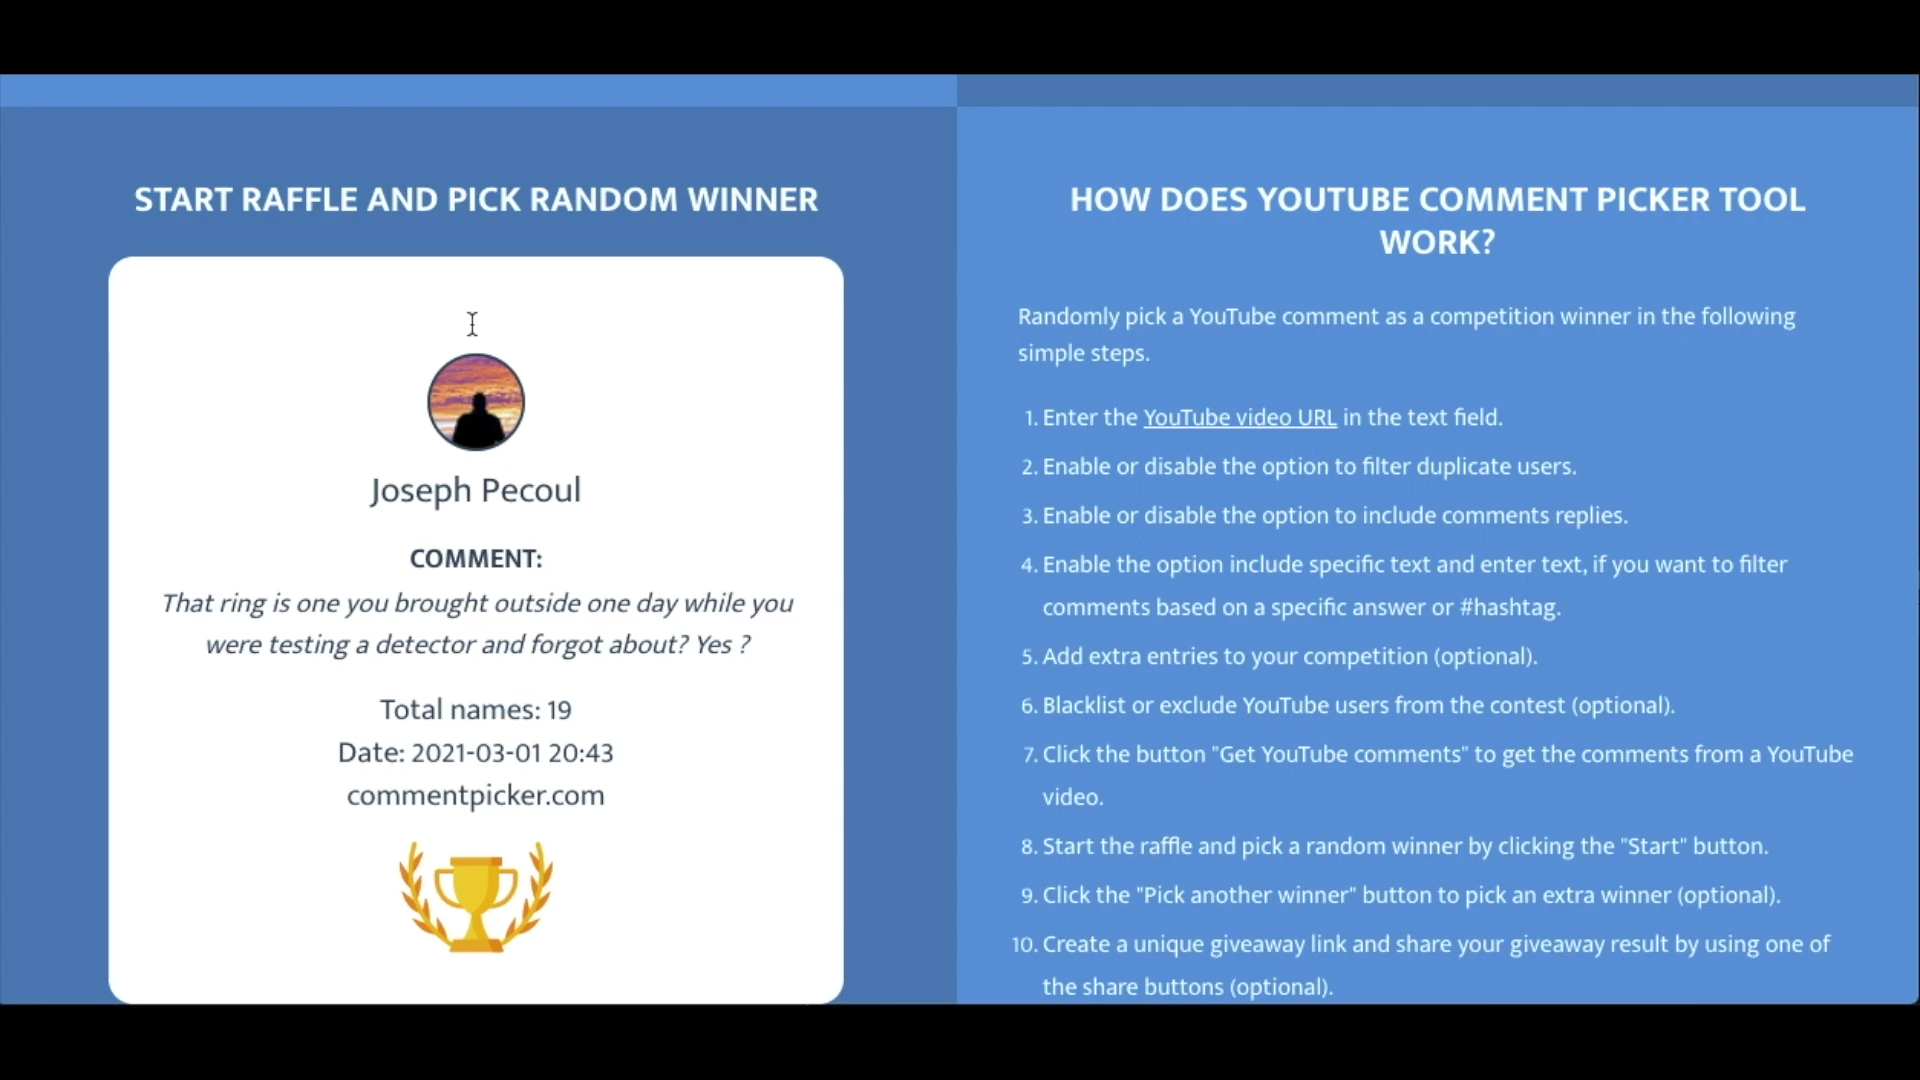 START RAFFLE AND PICK RANDOM WINNER
Joseph Pecoul
COMMENT:
That ring is one you brought outside one day while you
were testing a detector and forgot about? Yes ?
Total names: 19
Date: 2021-03-01 20:43
commentpicker.com
HOW DOES YOUTUBE COMMENT PICKER TOOL
WORK?
Randomly pick a YouTube comment as a competition winner in the following
simple steps.
1. Enter the YouTube video URL in the text field.
2. Enable or disable the option to filter duplicate users.
3. Enable or disable the option to include comments replies.
4. Enable the option include specific text and enter text, if you want to filter
comments based on a specific answer or #hashtag.
5. Add extra entries to your competition (optional).
6. Blacklist or exclude YouTube users from the contest (optional).
7. Click the button "Get YouTube comments" to get the comments from a YouTube
video.
8. Start the raffle and pick a random winner by clicking the "Start" button.
9. Click the "Pick another winner" button to pick an extra winner (optional).
10. Create a unique giveaway link and share your giveaway result by using one of
the share buttons (optional).